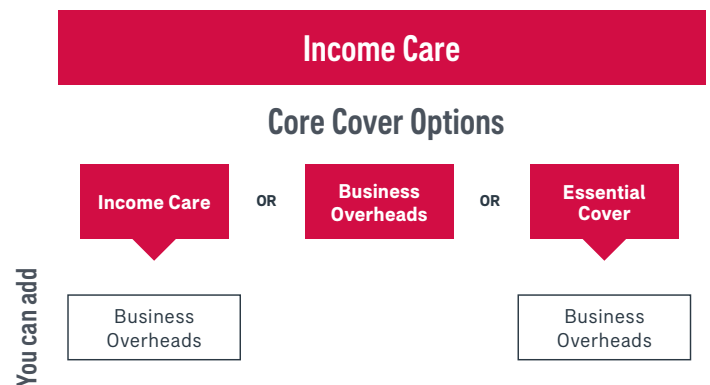 Income Care
Core Cover Options
Income Care
OR
Business
Overheads
OR
Essential
Cover
You can add
Business
Overheads
Business
Overheads